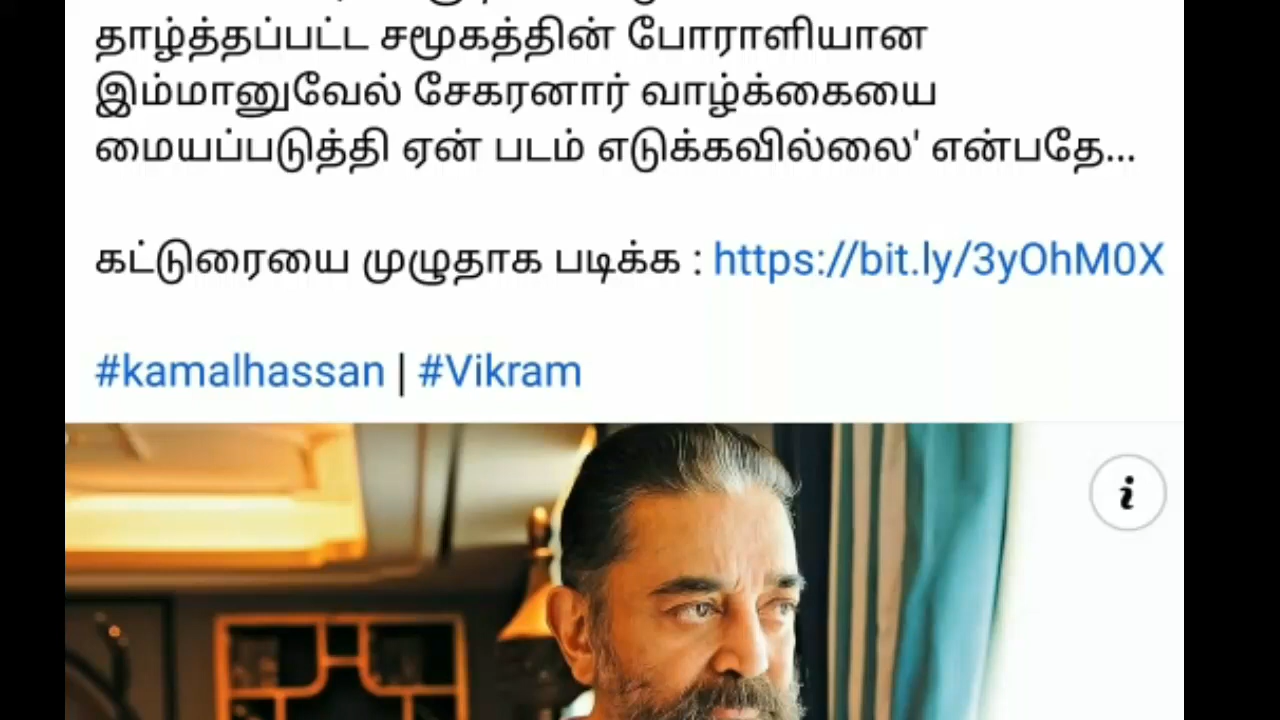 தாழ்த்தப்பட்ட சமூகத்தின் போராளியான
இம்மானுவேல் சேகரனார் வாழ்க்கையை
மையப்படுத்தி ஏன் படம் எடுக்கவில்லை' என்பதே...
கட்டுரையை முழுதாக படிக்க : https://bit.ly/3yOhM0X
#kamalhassan | #Vikram